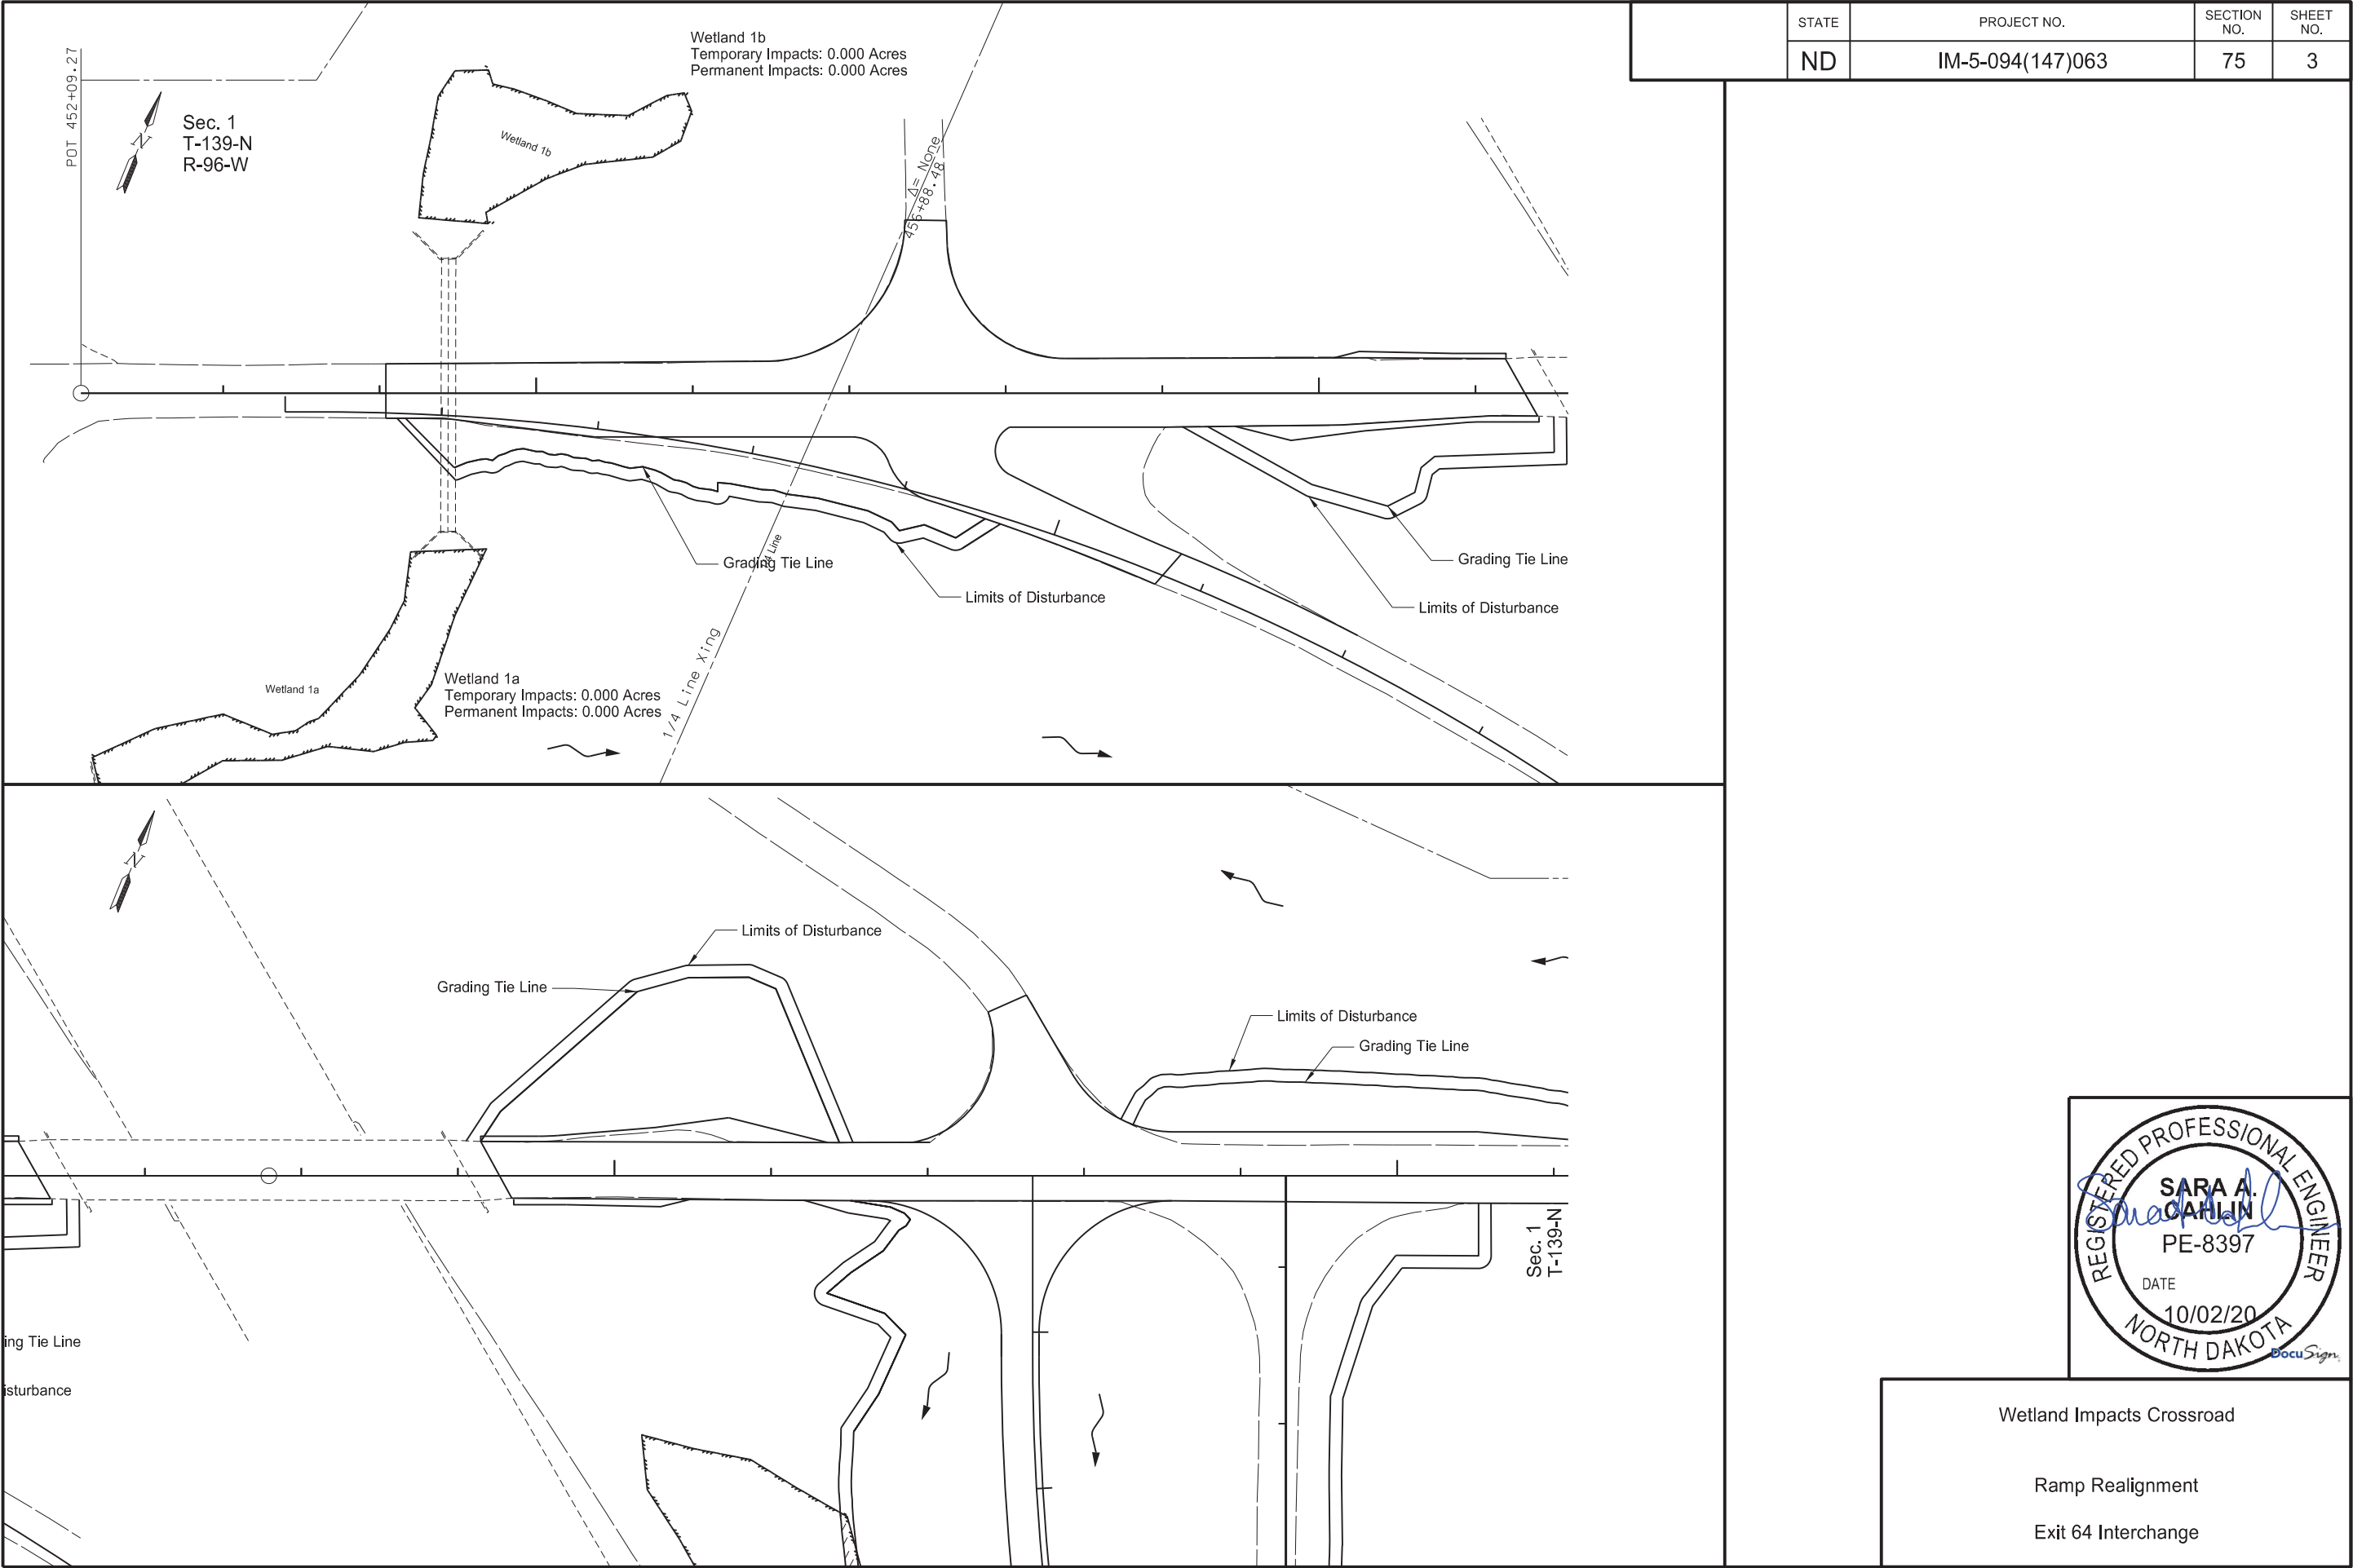 STATE
PROJECT NO.
SECTION NO.
SHEET NO.
ND
IM-5-094(147)063
75
3
POT 452+09.27
N
Sec. 1
T-139-N
R-96-W
Wetland 1b
Temporary Impacts: 0.000 Acres
Permanent Impacts: 0.000 Acres
Wetland 1b
Δ= None
456+88.48
Grading Tie Line
1/4 Line
Limits of Disturbance
Grading Tie Line
Limits of Disturbance
Wetland 1a
Wetland 1a
Temporary Impacts: 0.000 Acres
Permanent Impacts: 0.000 Acres
1/4 Line Xing
N
Limits of Disturbance
Grading Tie Line
Limits of Disturbance
Grading Tie Line
Sec. 1
T-139-N
ing Tie Line
isturbance
REGISTERED PROFESSIONAL ENGINEER
SARA A.
CAHLIN
PE-8397
DATE
10/02/20
NORTH DAKOTA
DocuSign
Wetland Impacts Crossroad
Ramp Realignment
Exit 64 Interchange